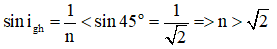 sin i_gh = 1/n < sin 45° = 1/√2 => n > √2